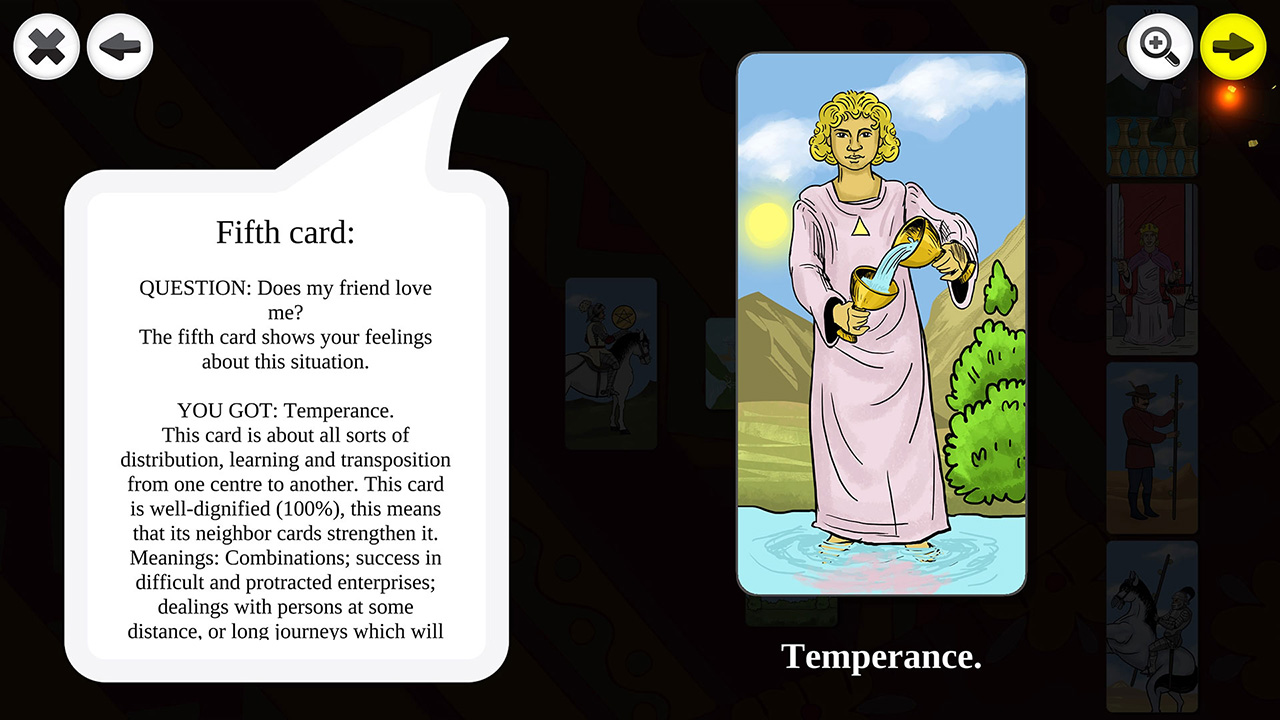 Fifth card:
QUESTION: Does my friend love
me?
The fifth card shows your feelings
about this situation.
YOU GOT: Temperance.
This card is about all sorts of
distribution, learning and transposition
from one centre to another. This card
is well-dignified (100%), this means
that its neighbor cards strengthen it.
Meanings: Combinations; success in
difficult and protracted enterprises;
dealings with persons at some
distance, or long journeys which will
Temperance.